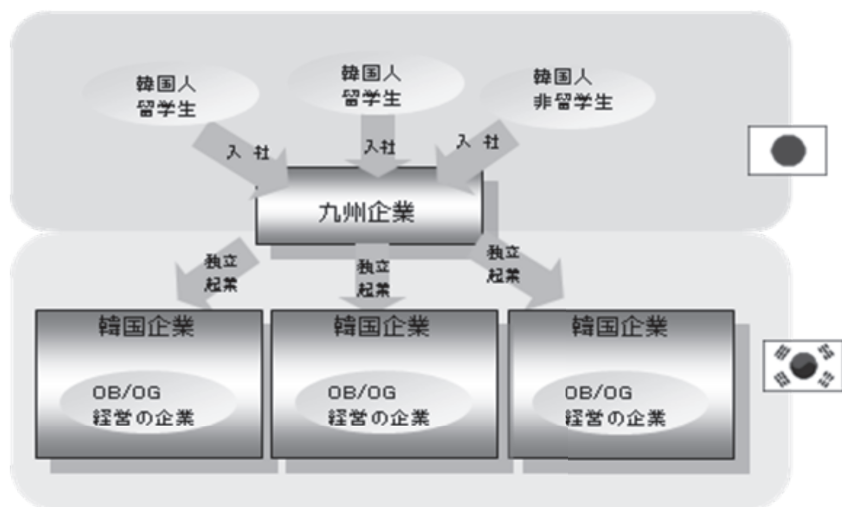 韓国人
留学生
韓国人
留学生
韓国人
非留学生
入 社
入社
入 社
九州企業
独立
起業
独立
起業
独立
起業
韓国企業
韓国企業
韓国企業
OB/OG
経営の企業
OB/OG
経営の企業
OB/OG
経営の企業